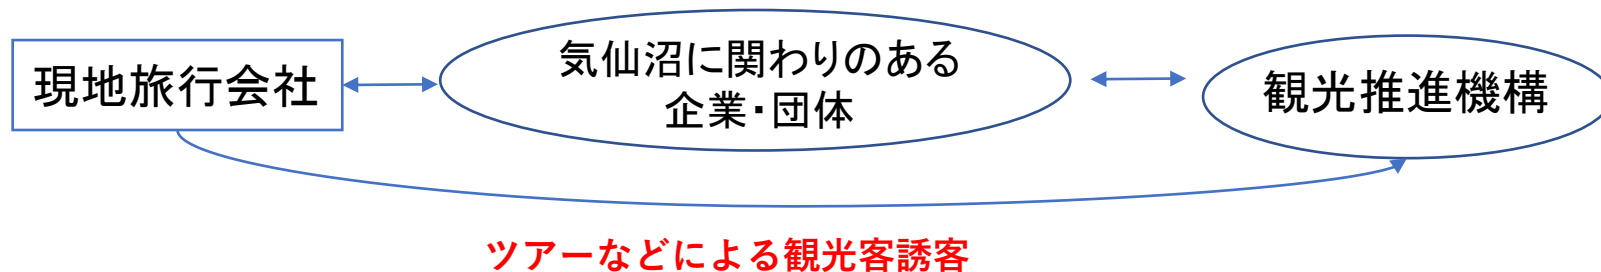 現地旅行会社
気仙沼に関わりのある
企業・団体
観光推進機構
ツアーなどによる観光客誘客